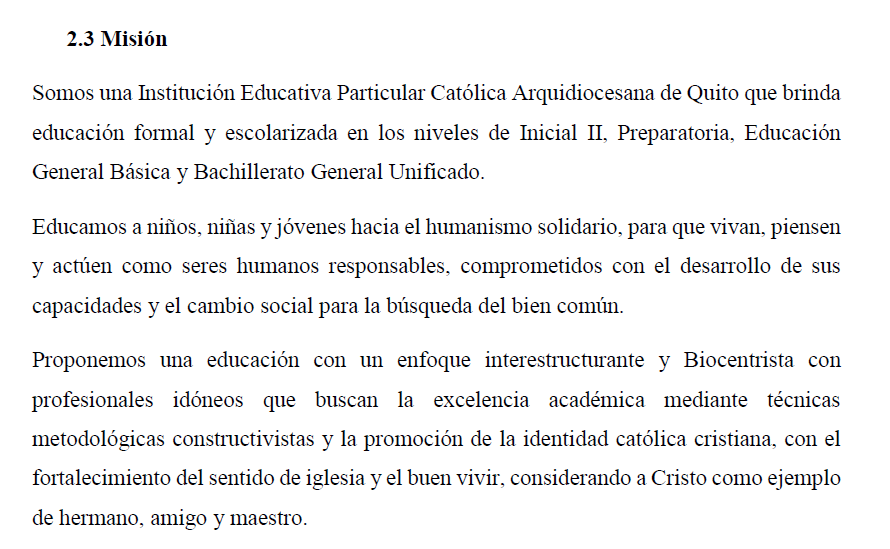 2.3 Misión
Somos una Institución Educativa Particular Católica Arquidiocesana de Quito que brinda
educación formal y escolarizada en los niveles de Inicial II, Preparatoria, Educación
General Básica y Bachillerato General Unificado.
Educamos a niños, niñas y jóvenes hacia el humanismo solidario, para que vivan, piensen
y actúen como seres humanos responsables, comprometidos con el desarrollo de sus
capacidades y el cambio social para la búsqueda del bien común.
Proponemos una educación con un enfoque interestructurante y Biocentrista con
profesionales idóneos que buscan la excelencia académica mediante técnicas
metodológicas constructivistas y la promoción de la identidad católica cristiana, con el
fortalecimiento del sentido de iglesia y el buen vivir, considerando a Cristo como ejemplo
de hermano, amigo y maestro.